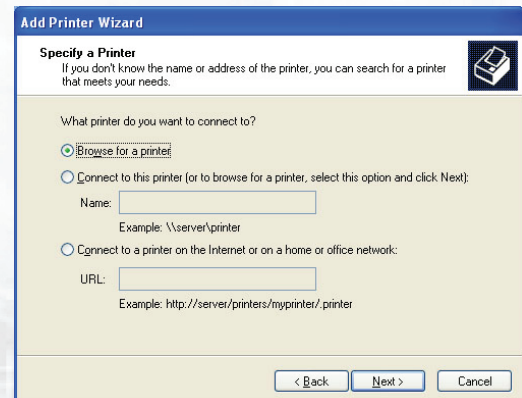 Add Printer Wizard
Specify a Printer
If you don't know the name or address of the printer, you can search for a printer
that meets your needs.
What printer do you want to connect to?
Browse for a printer
Connect to this printer (or to browse for a printer, select this option and click Next):
Name:
Example: \\server\printer
Connect to a printer on the Internet or on a home or office network:
URL:
Example: http://server/printers/myprinter/.printer
< Back Next > Cancel